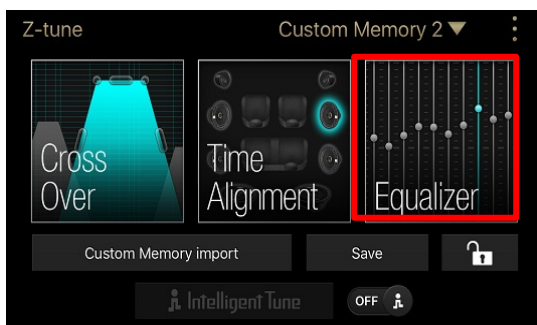 Z-tune
Custom Memory 2
Cross
Over
Time
Alignment
Equalizer
Custom Memory import
Save
Intelligent Tune
OFF